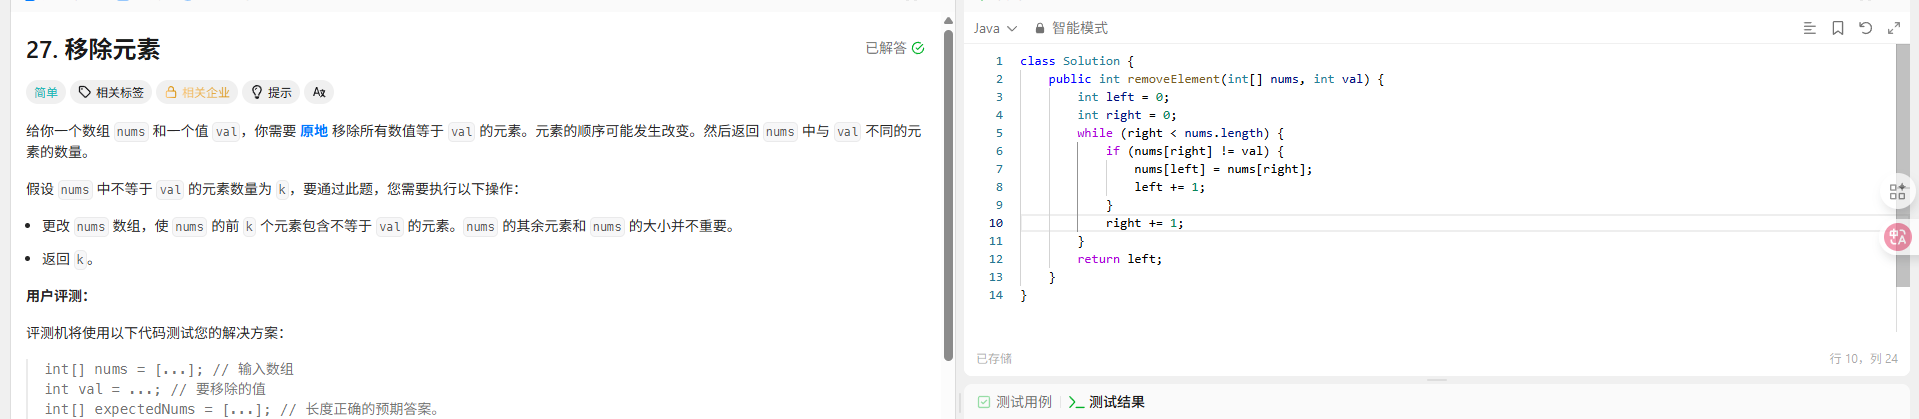 27. 移除元素
已解答
简单 相关标签 相关企业 提示 Aa
给你一个数组 nums 和一个值 val，你需要 原地 移除所有数值等于 val 的元素。元素的顺序可能发生改变。然后返回 nums 中与 val 不同的元
素的数量。
假设 nums 中不等于 val 的元素数量为 k，要通过此题，您需要执行以下操作：
• 更改 nums 数组，使 nums 的前 k 个元素包含不等于 val 的元素。nums 的其余元素和 nums 的大小并不重要。
• 返回 k。
用户评测：
评测机将使用以下代码测试您的解决方案：
int[] nums = [...]; // 输入数组
int val = ...; // 要移除的值
int[] expectedNums = [...]; // 长度正确的预期答案。
Java 智能模式
1 class Solution {
2 public int removeElement(int[] nums, int val) {
3 int left = 0;
4 int right = 0;
5 while (right < nums.length) {
6 if (nums[right] != val) {
7 nums[left] = nums[right];
8 left += 1;
9 }
10 right += 1;
11 }
12 return left;
13 }
14 }
已存储
行 10，列 24
测试用例 测试结果
中A